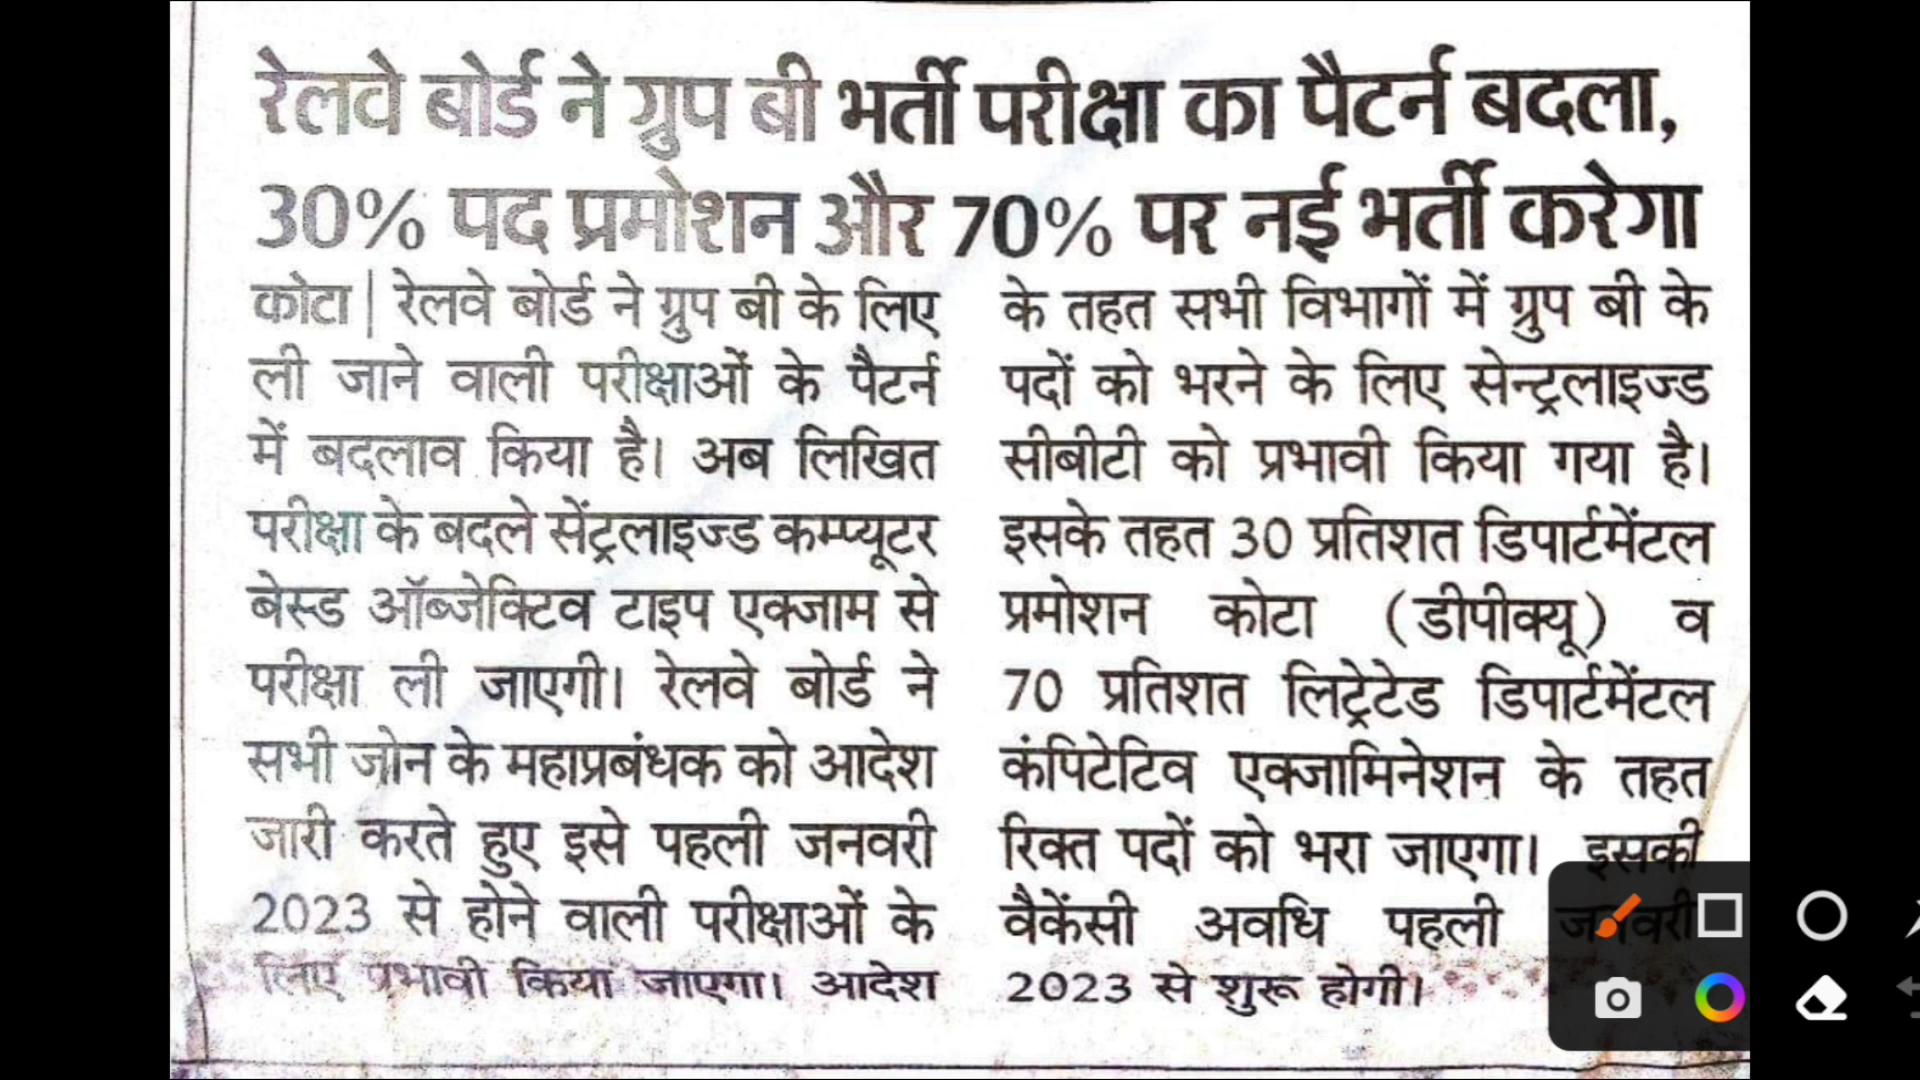 रेलवे बोर्ड ने ग्रुप बी भर्ती परीक्षा का पैटर्न बदला,
30% पद प्रमोशन और 70% पर नई भर्ती करेगा
कोटा | रेलवे बोर्ड ने ग्रुप बी के लिए
ली जाने वाली परीक्षाओं के पैटर्न
में बदलाव किया है। अब लिखित
परीक्षा के बदले सेंट्रलाइज्ड कम्प्यूटर
बेस्ड ऑब्जेक्टिव टाइप एक्जाम से
परीक्षा ली जाएगी। रेलवे बोर्ड ने
सभी जोन के महाप्रबंधक को आदेश
जारी करते हुए इसे पहली जनवरी
2023 से होने वाली परीक्षाओं के
लिए प्रभावी किया जाएगा। आदेश
के तहत सभी विभागों में ग्रुप बी के
पदों को भरने के लिए सेन्ट्रलाइज्ड
सीबीटी को प्रभावी किया गया है।
इसके तहत 30 प्रतिशत डिपार्टमेंटल
प्रमोशन कोटा (डीपीक्यू) व
70 प्रतिशत लिट्रेटेड डिपार्टमेंटल
कंपिटेटिव एक्जामिनेशन के तहत
रिक्त पदों को भरा जाएगा। इसकी
वैकेंसी अवधि पहली जनवरी
2023 से शुरू होगी।